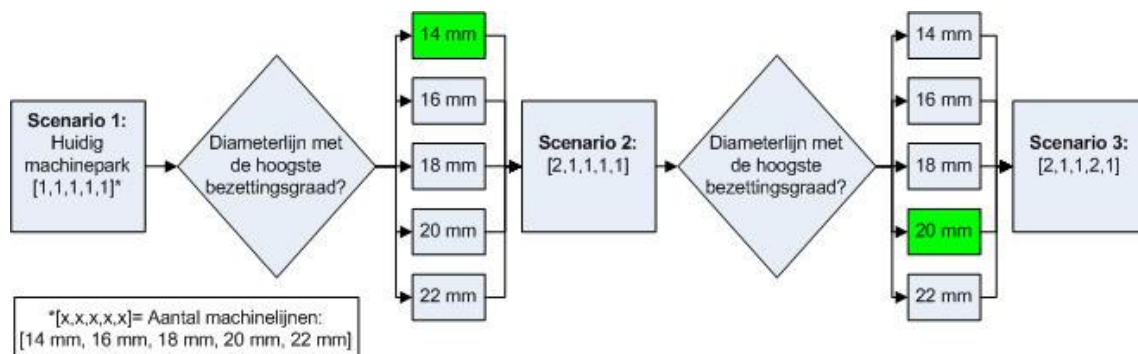 Scenario 1:
Huidig
machinepark
[1,1,1,1,1]*
Diameterlijn met
de hoogste
bezettingsgraad?
14 mm
16 mm
18 mm
20 mm
22 mm
Scenario 2:
[2,1,1,1,1]
Diameterlijn met
de hoogste
bezettingsgraad?
14 mm
16 mm
18 mm
20 mm
22 mm
Scenario 3:
[2,1,1,2,1]
*[x,x,x,x,x]= Aantal machinelijnen:
[14 mm, 16 mm, 18 mm, 20 mm, 22 mm]